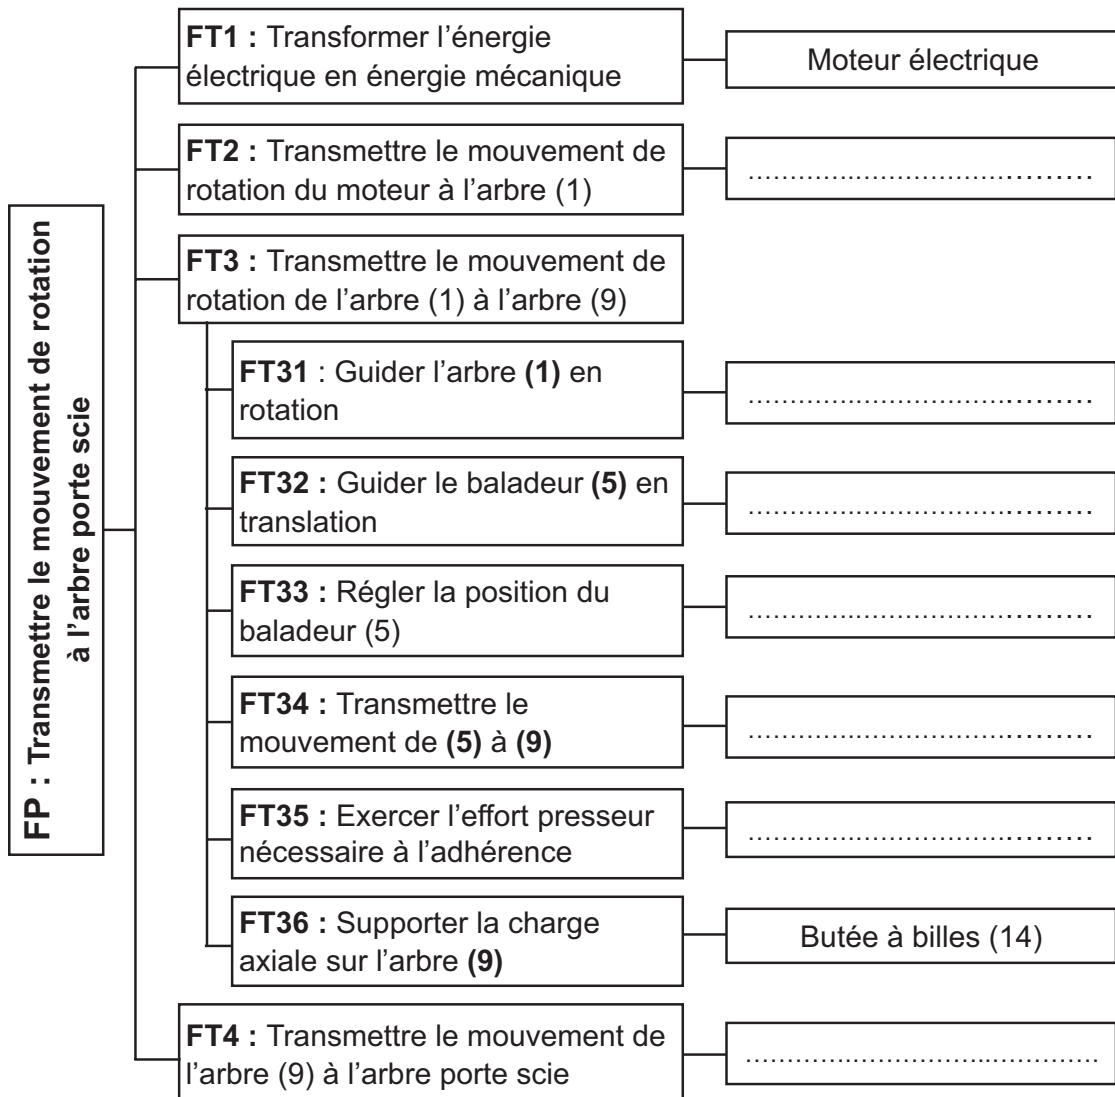 FP : Transmettre le mouvement de rotation
à l'arbre porte scie
FT1 : Transformer l'énergie
électrique en énergie mécanique
Moteur électrique
FT2 : Transmettre le mouvement de
rotation du moteur à l'arbre (1)
.......................................
FT3 : Transmettre le mouvement de
rotation de l'arbre (1) à l'arbre (9)
FT31 : Guider l'arbre (1) en
rotation
.......................................
FT32 : Guider le baladeur (5) en
translation
.......................................
FT33 : Régler la position du
baladeur (5)
.......................................
FT34 : Transmettre le
mouvement de (5) à (9)
.......................................
FT35 : Exercer l'effort presseur
nécessaire à l'adhérence
.......................................
FT36 : Supporter la charge
axiale sur l'arbre (9)
Butée à billes (14)
FT4 : Transmettre le mouvement de
l'arbre (9) à l'arbre porte scie
.......................................